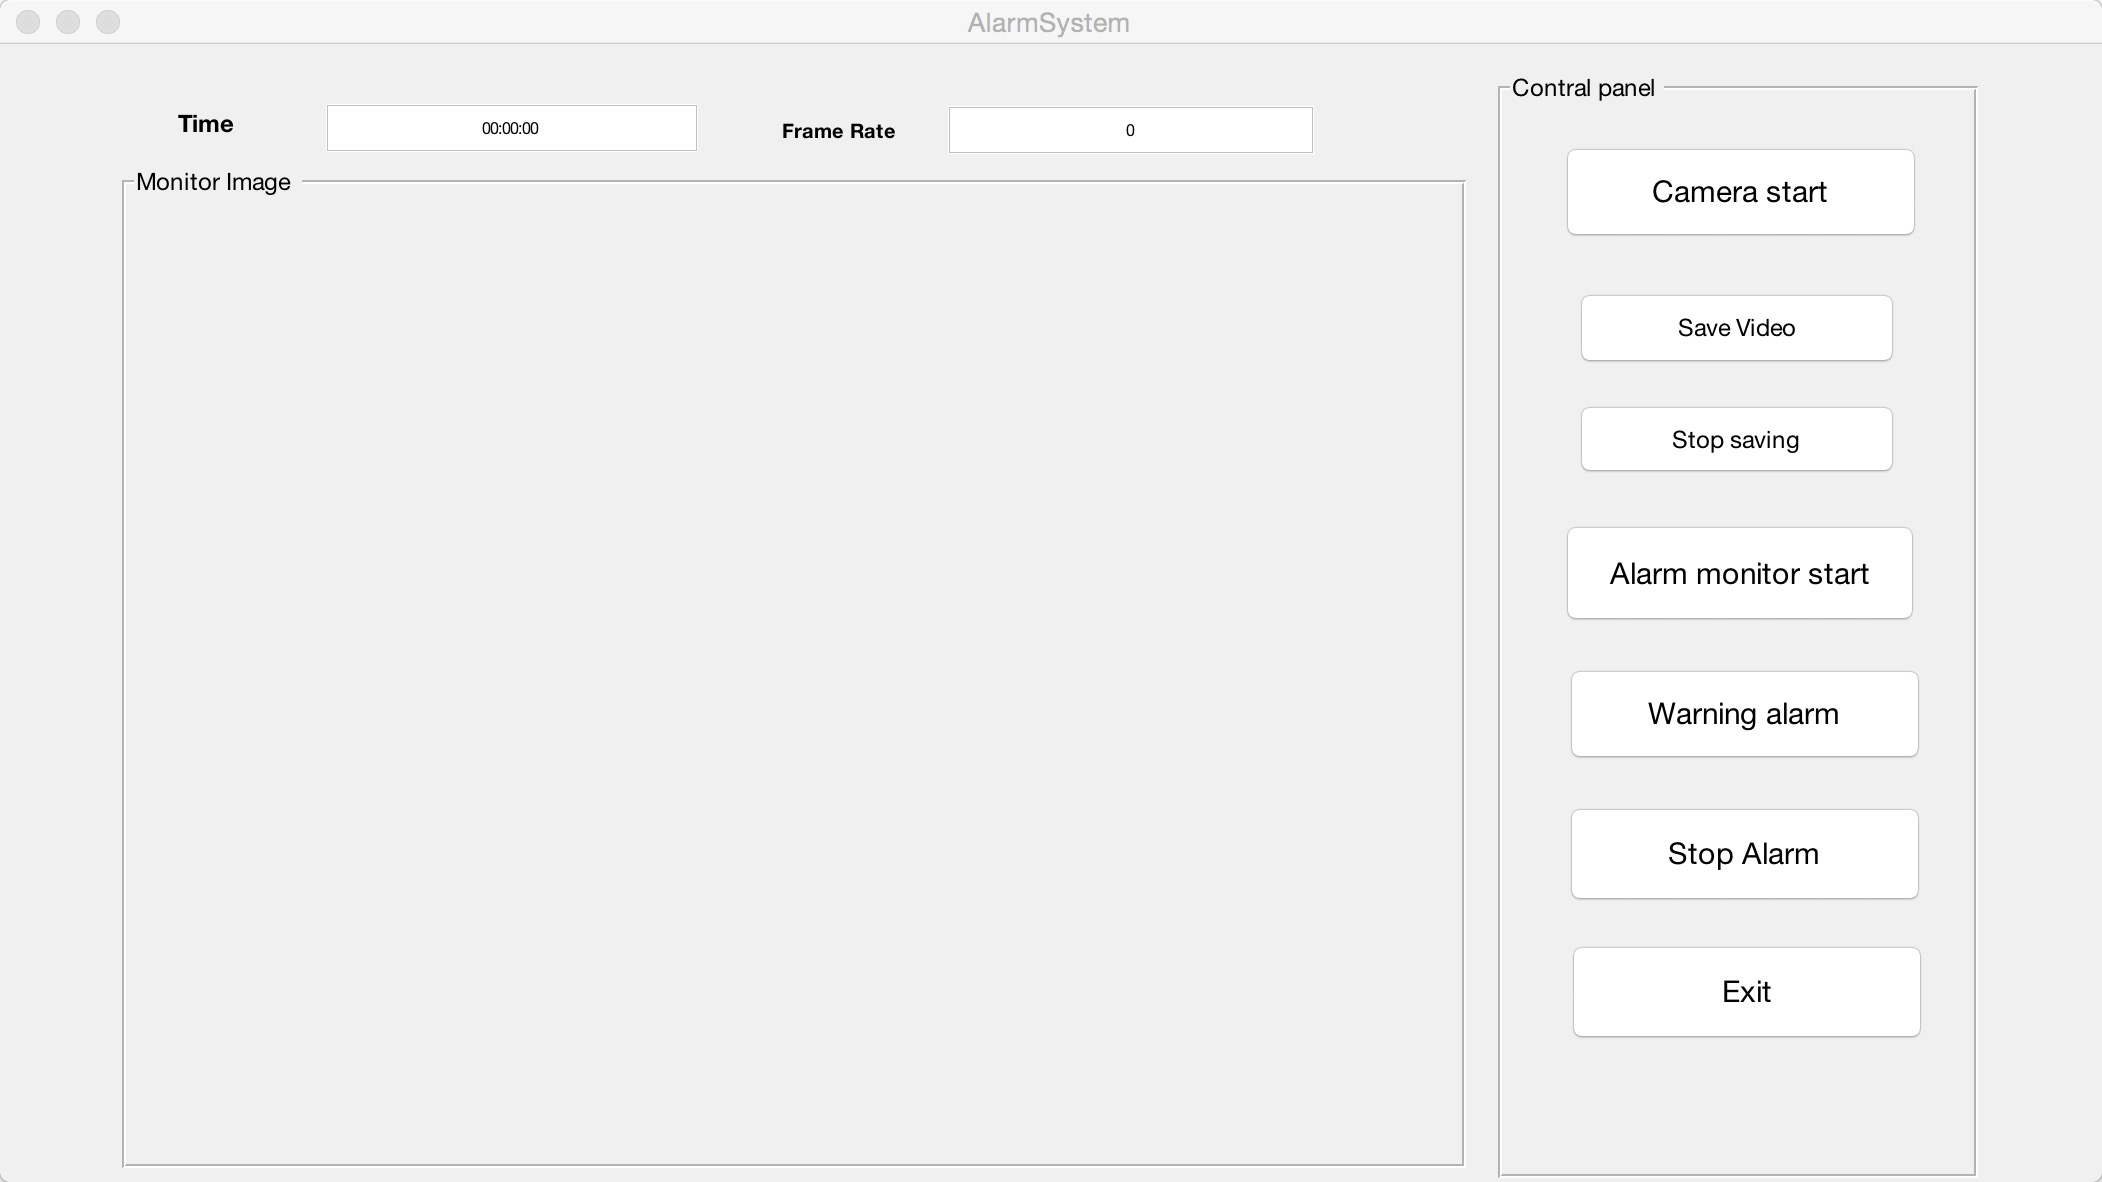 AlarmSystem
Time
00:00:00
Frame Rate
0
Monitor Image
Contral panel
Camera start
Save Video
Stop saving
Alarm monitor start
Warning alarm
Stop Alarm
Exit